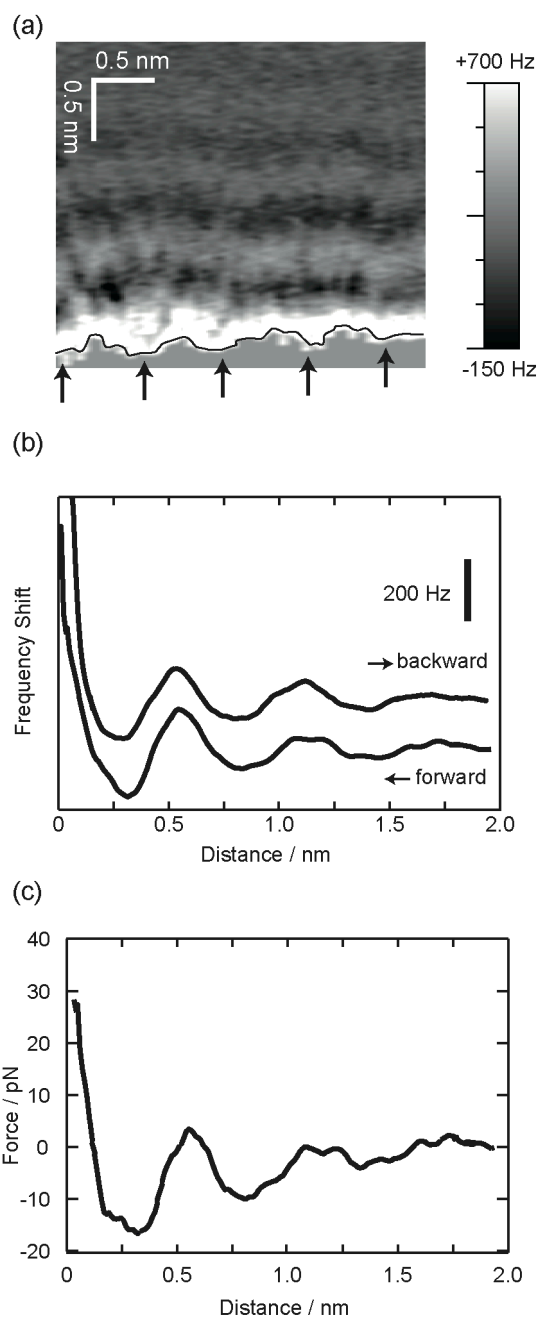 (a)
0.5 nm
0.5 nm
+700 Hz
-150 Hz
(b)
Frequency Shift
200 Hz
→ backward
← forward
0 0.5 1.0 1.5 2.0
Distance / nm
(c)
Force / pN
40
30
20
10
0
-10
-20
0 0.5 1.0 1.5 2.0
Distance / nm